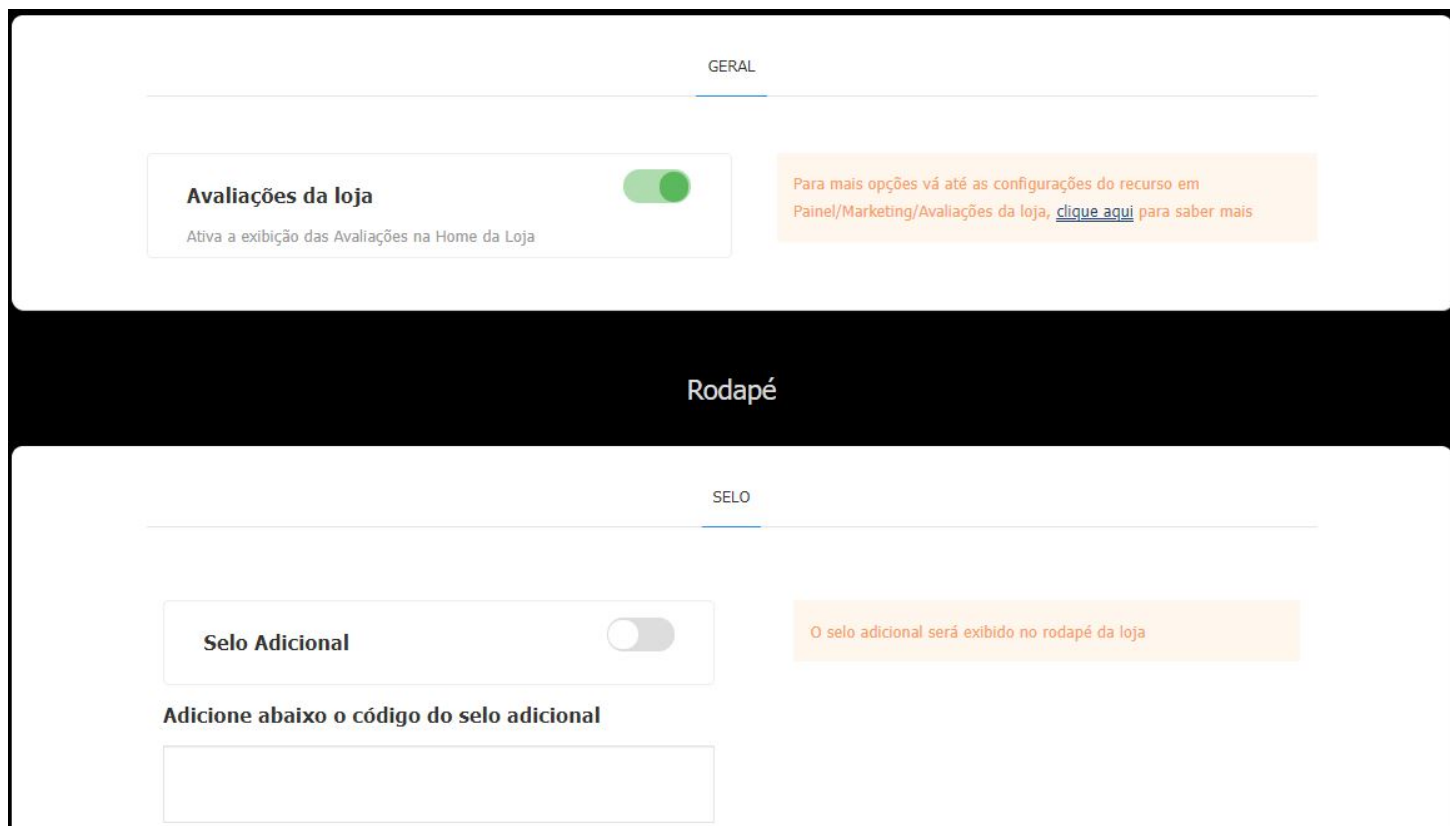 GERAL
Avaliações da loja
Ativa a exibição das Avaliações na Home da Loja
Para mais opções vá até as configurações do recurso em
Painel/Marketing/Avaliações da loja, clique aqui para saber mais
Rodapé
SELO
Selo Adicional
O selo adicional será exibido no rodapé da loja
Adicione abaixo o código do selo adicional